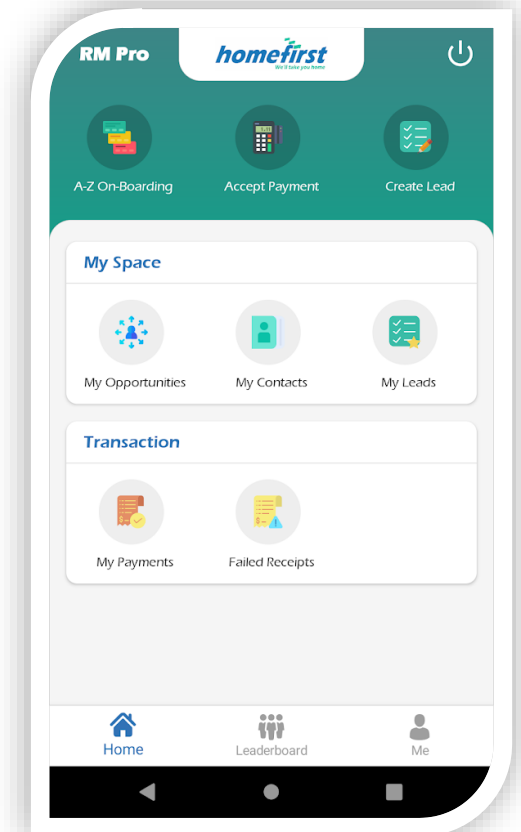 RM Pro
homefirst
We'll take you home
A-Z On-Boarding
Accept Payment
Create Lead
My Space
My Opportunities
My Contacts
My Leads
Transaction
My Payments
Failed Receipts
Home
Leaderboard
Me